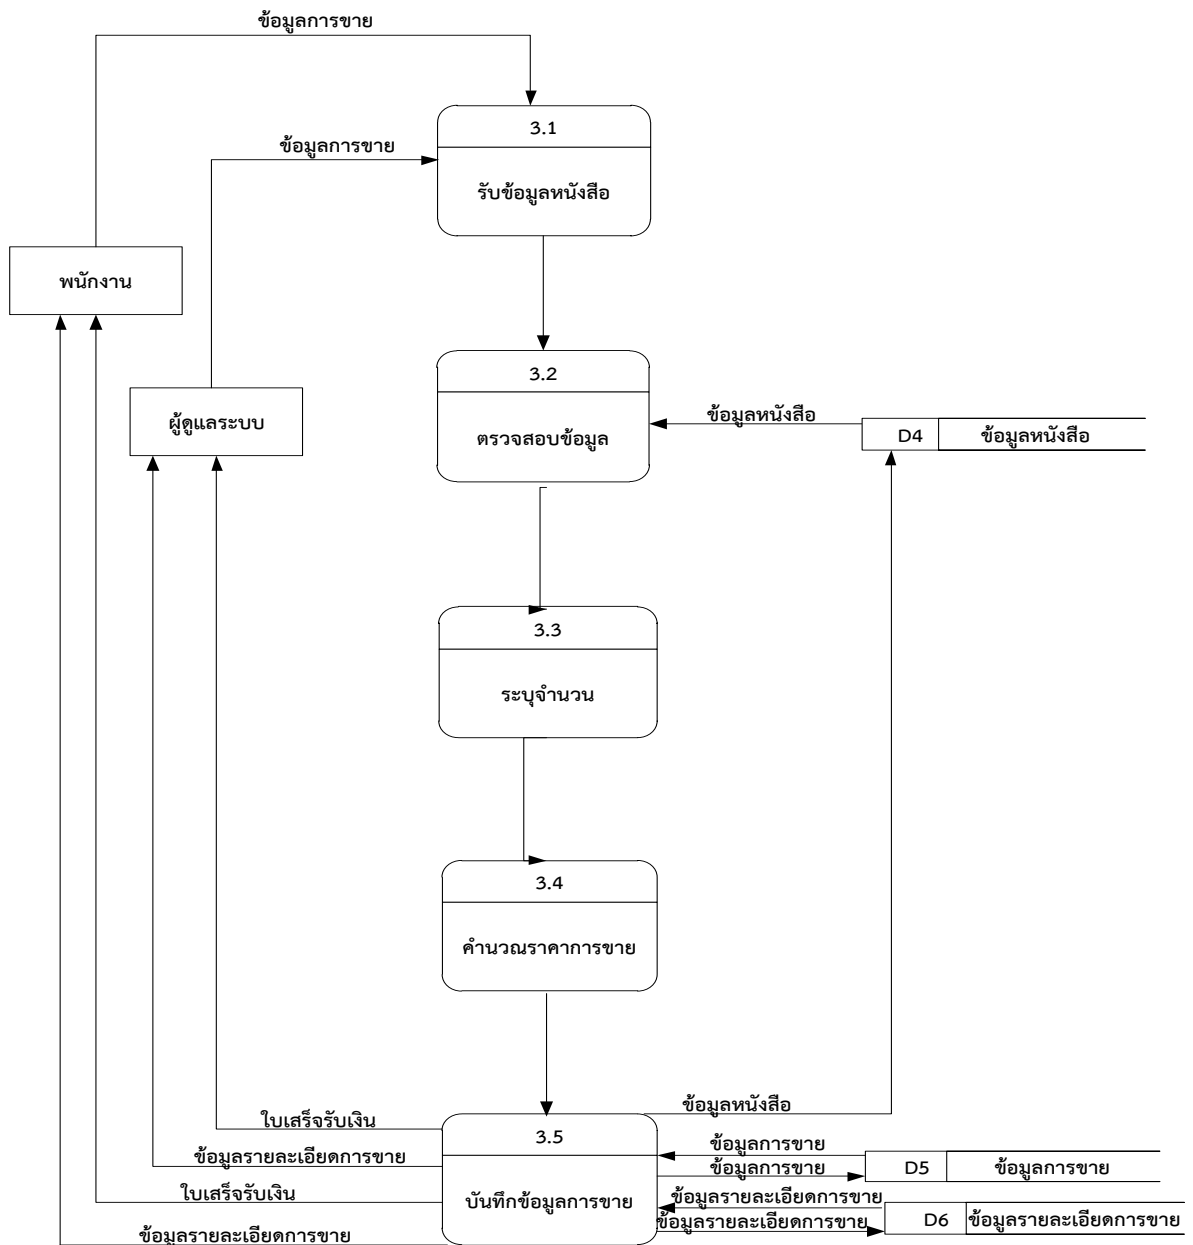 ข้อมูลการขาย
3.1
ข้อมูลการขาย
รับข้อมูลหนังสือ
พนักงาน
3.2
ผู้ดูแลระบบ
ตรวจสอบข้อมูล
ข้อมูลหนังสือ
D4 ข้อมูลหนังสือ
3.3
ระบุจำนวน
3.4
คำนวณราคาการขาย
ข้อมูลหนังสือ
ใบเสร็จรับเงิน
3.5
ข้อมูลการขาย
ข้อมูลรายละเอียดการขาย
ข้อมูลการขาย
D5 ข้อมูลการขาย
ใบเสร็จรับเงิน
บันทึกข้อมูลการขาย
ข้อมูลรายละเอียดการขาย
ข้อมูลรายละเอียดการขาย
D6 ข้อมูลรายละเอียดการขาย
ข้อมูลรายละเอียดการขาย